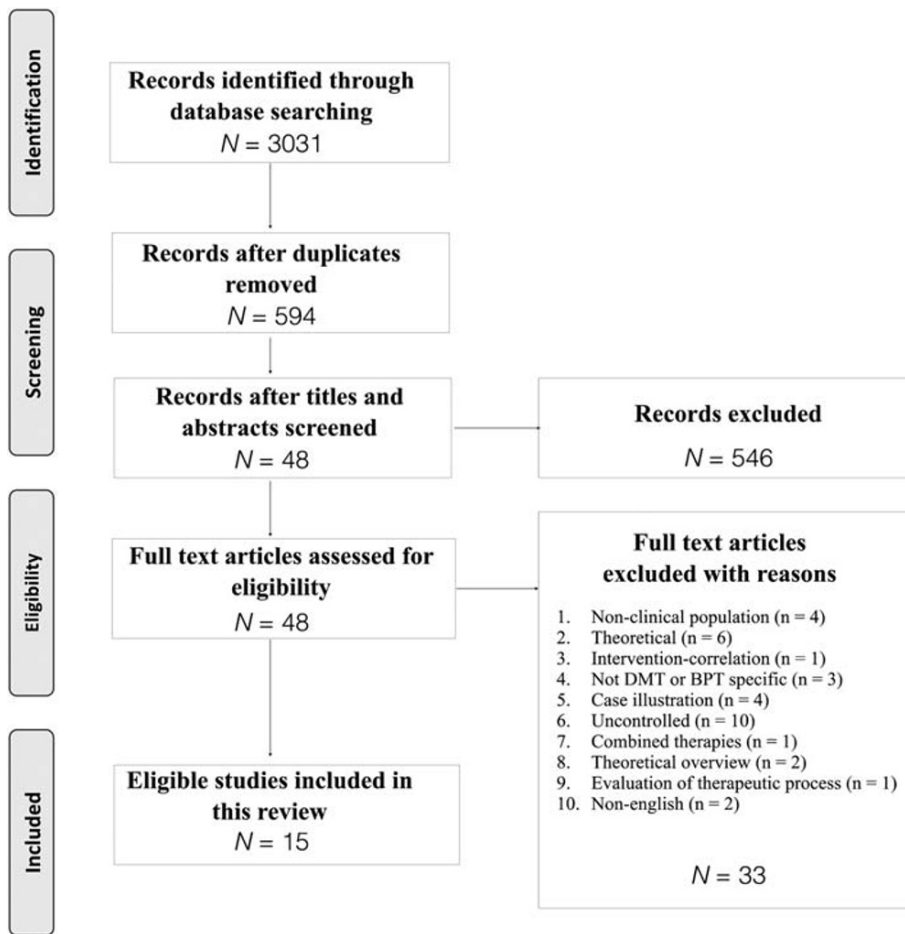 Identification
Records identified through
database searching
N = 3031
Screening
Records after duplicates
removed
N = 594
Records after titles and
abstracts screened
N = 48
Records excluded
N = 546
Eligibility
Full text articles assessed for
eligibility
N = 48
Full text articles
excluded with reasons
1. Non-clinical population (n = 4)
2. Theoretical (n = 6)
3. Intervention-correlation (n = 1)
4. Not DMT or BPT specific (n = 3)
5. Case illustration (n = 4)
6. Uncontrolled (n = 10)
7. Combined therapies (n = 1)
8. Theoretical overview (n = 2)
9. Evaluation of therapeutic process (n = 1)
10. Non-english (n = 2)
N = 33
Included
Eligible studies included in
this review
N = 15